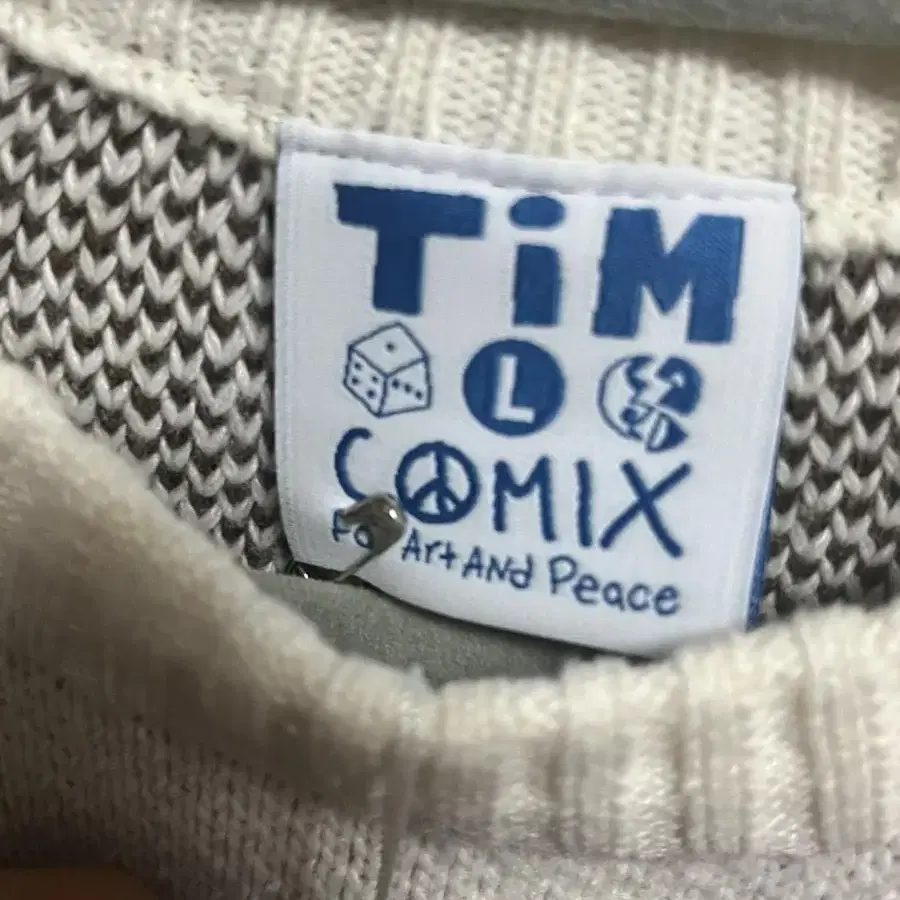 TiM
L
COMIX
Art AND Peace